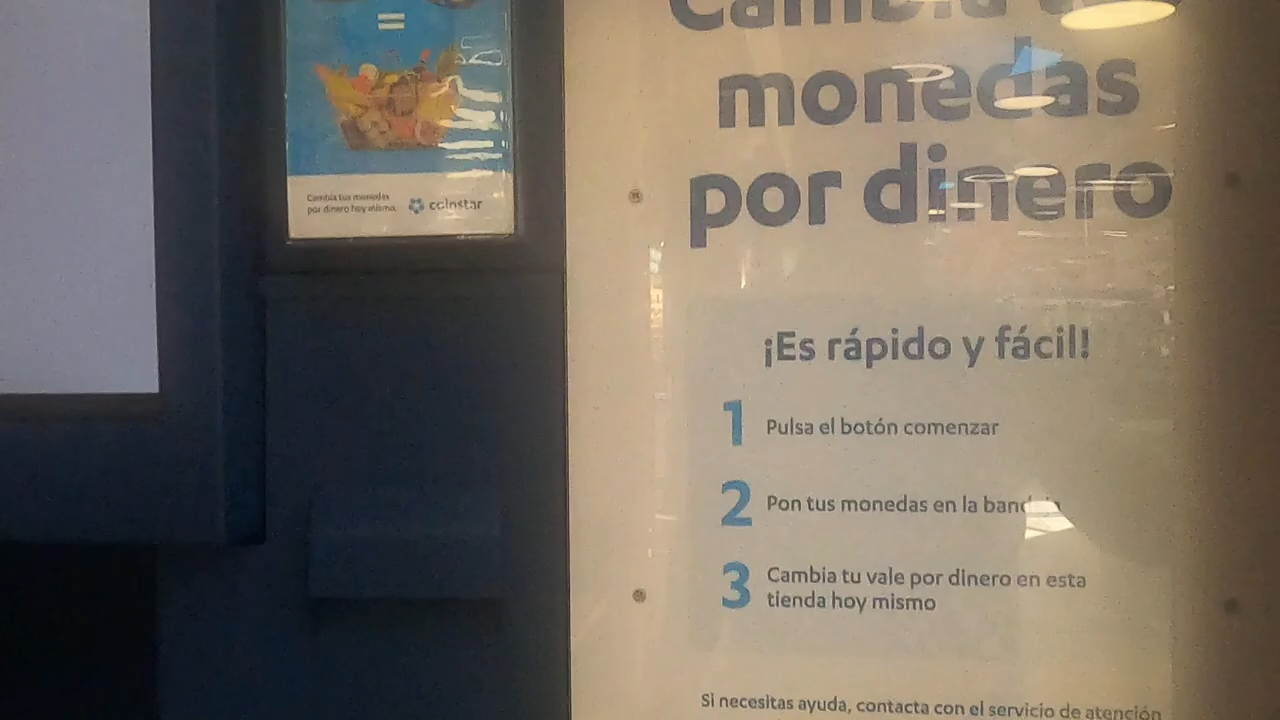 =
Cambia tus monedas
por dinero hoy mismo.
coinstar
Cambia
monedas
por dinero
¡Es rápido y fácil!
1 Pulsa el botón comenzar
2 Pon tus monedas en la
3 Cambia tu vale por dinero en esta
tienda hoy mismo
Si necesitas ayuda, contacta con el servicio de atención